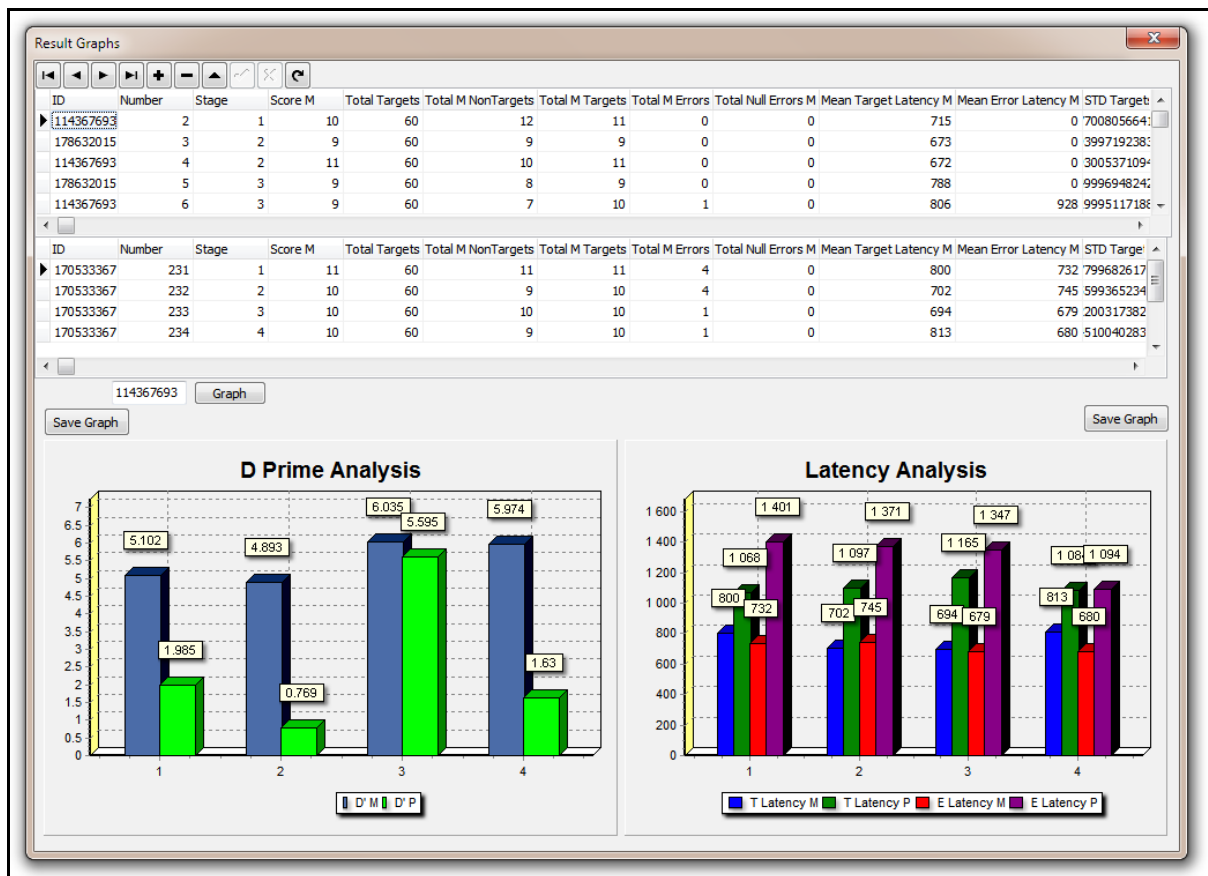 Result Graphs
ID Number Stage Score M Total Targets Total M NonTargets Total M Targets Total M Errors Total Null Errors M Mean Target Latency M Mean Error Latency M STD Targets
114367693 2 1 10 60 12 11 0 0 715 0
178632015 3 2 9 60 9 9 0 0 673 0 3997192383
114367693 4 2 11 60 10 11 0 0 672 0 3005371094
178632015 5 3 9 60 8 9 0 0 788 0 9996948242
114367693 6 3 9 60 7 10 1 0 806 928 9995117188
ID Number Stage Score M Total Targets Total M NonTargets Total M Targets Total M Errors Total Null Errors M Mean Target Latency M Mean Error Latency M STD Targe
170533367 231 1 11 60 11 11 4 0 800 732 799682617
170533367 232 2 10 60 9 10 4 0 702 745 599365234
170533367 233 3 10 60 10 10 1 0 694 679 200317382
170533367 234 4 10 60 9 10 1 0 813 680 510040283
114367693 Graph
Save Graph Save Graph
D Prime Analysis
7
6.5
6
5.5
5
4.5
4
3.5
3
2.5
2
1.5
1
0.5
0
5.102
1.985
4.893
0.769
6.035
5.595
5.974
1.63
1 2 3 4
D' M D' P
Latency Analysis
1 600
1 400
1 200
1 000
800
600
400
200
0
800
1 068
732
1 401
702
1 097
745
1 371
694
1 165
679
1 347
813
1 084
680
1 094
1 2 3 4
T Latency M T Latency P E Latency M E Latency P